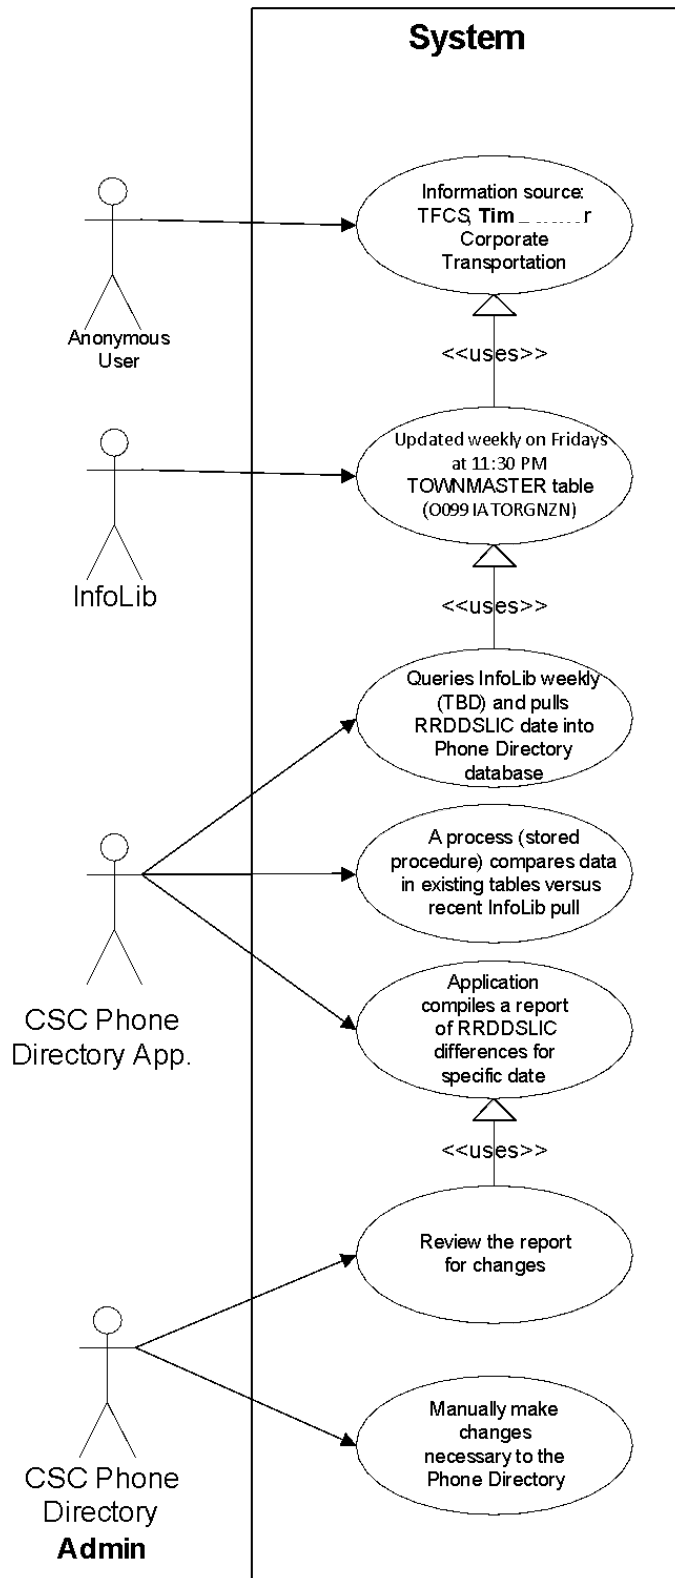 System
Information source:
TFCS, Tim
Corporate
Transportation
Anonymous
User
<<uses>>
Updated weekly on Fridays
at 11:30 PM
TOWNMASTER table
(O099 IATORGNZN)
InfoLib
<<uses>>
Queries InfoLib weekly
(TBD) and pulls
RRDDSLIC date into
Phone Directory
database
A process (stored
procedure) compares data
in existing tables versus
recent InfoLib pull
CSC Phone
Directory App.
Application
compiles a report
of RRDDSLIC
differences for
specific date
<<uses>>
Review the report
for changes
Manually make
changes
necessary to the
Phone Directory
CSC Phone
Directory
Admin